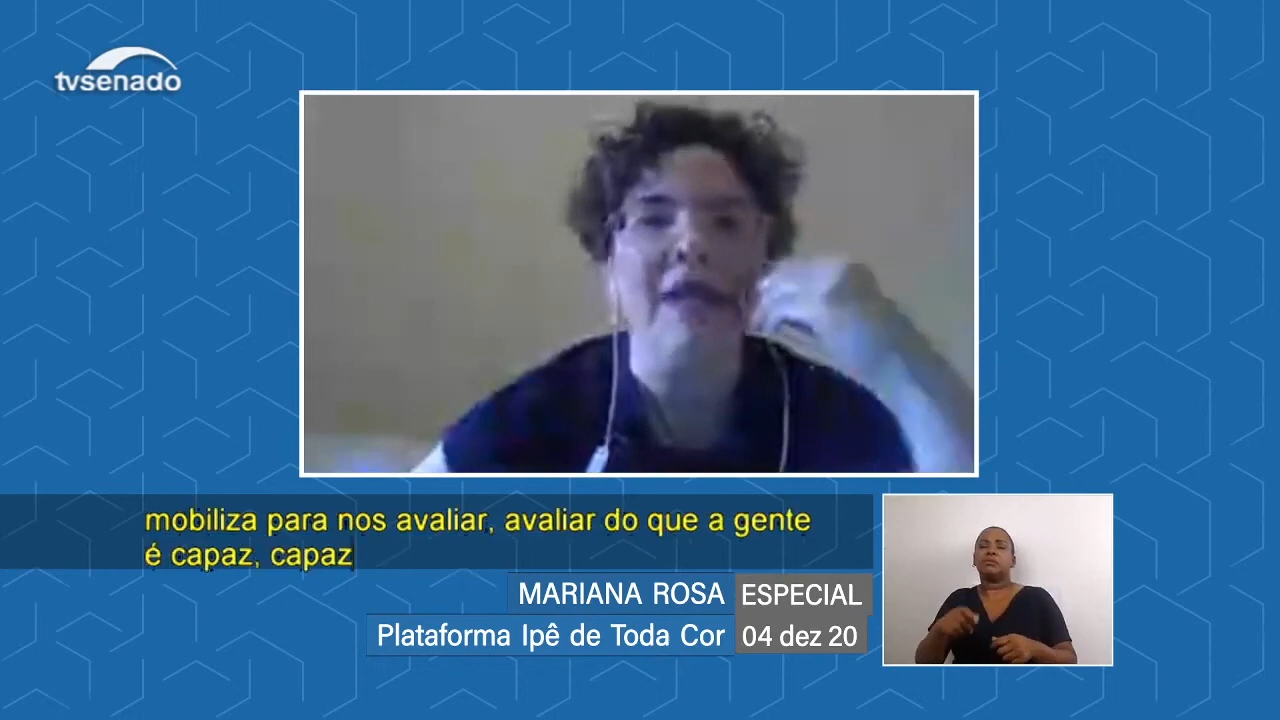 tvsenado
mobiliza para nos avaliar, avaliar do que a gente
é capaz, capaz
MARIANA ROSA ESPECIAL
Plataforma Ipê de Toda Cor 04 dez 20